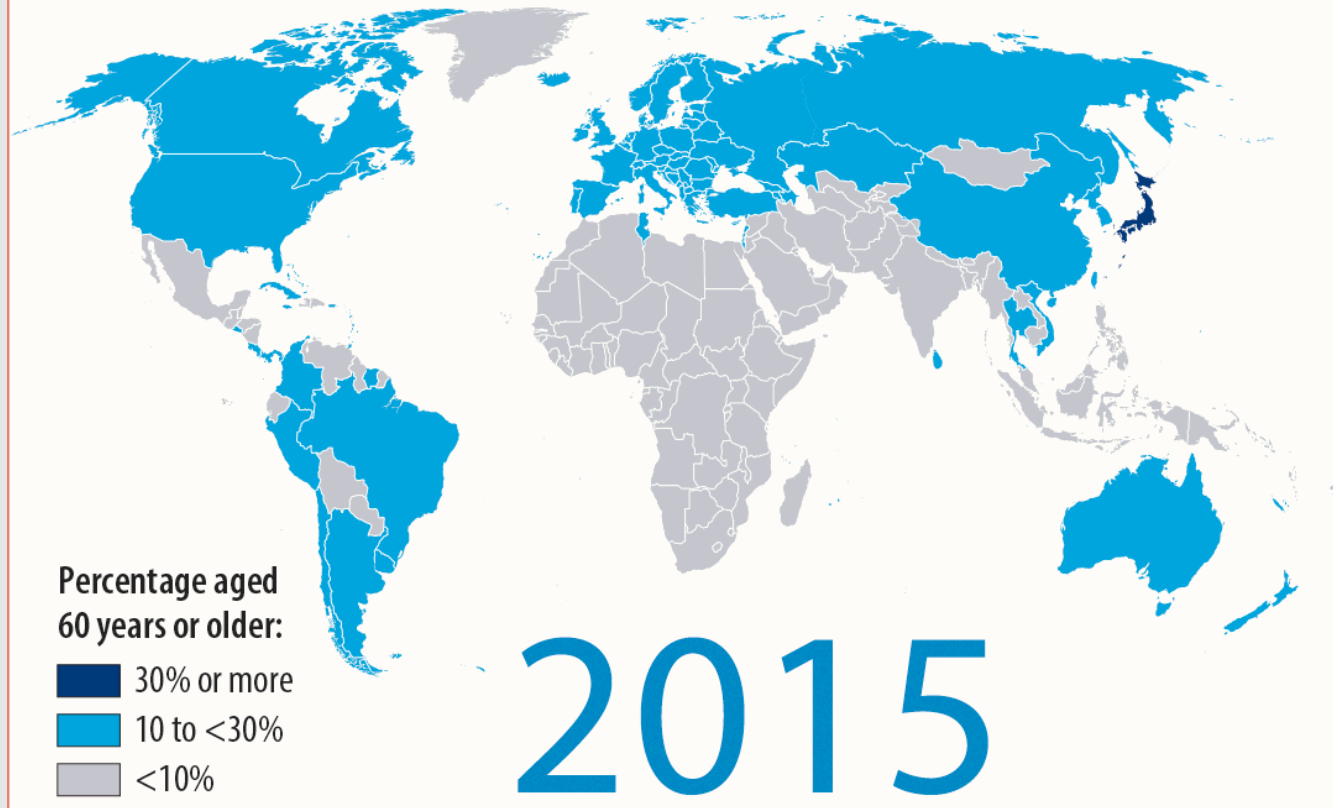 Percentage aged
60 years or older:
30% or more
10 to <30%
<10%
2015